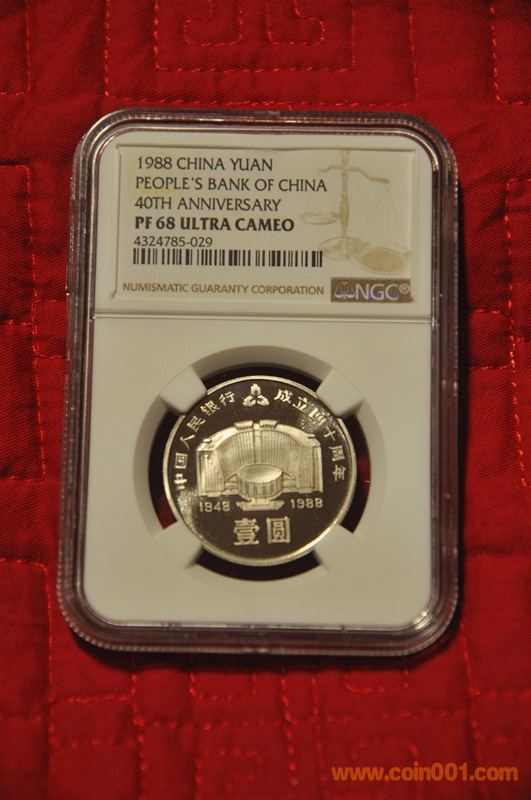 1988 CHINA YUAN
PEOPLE'S BANK OF CHINA
40TH ANNIVERSARY
PF 68 ULTRA CAMEO
4324785-029
NUMISMATIC GUARANTY CORPORATION NGC®
中国人民银行 成立四十周年
1948 1988
壹圆
www.coin001.com